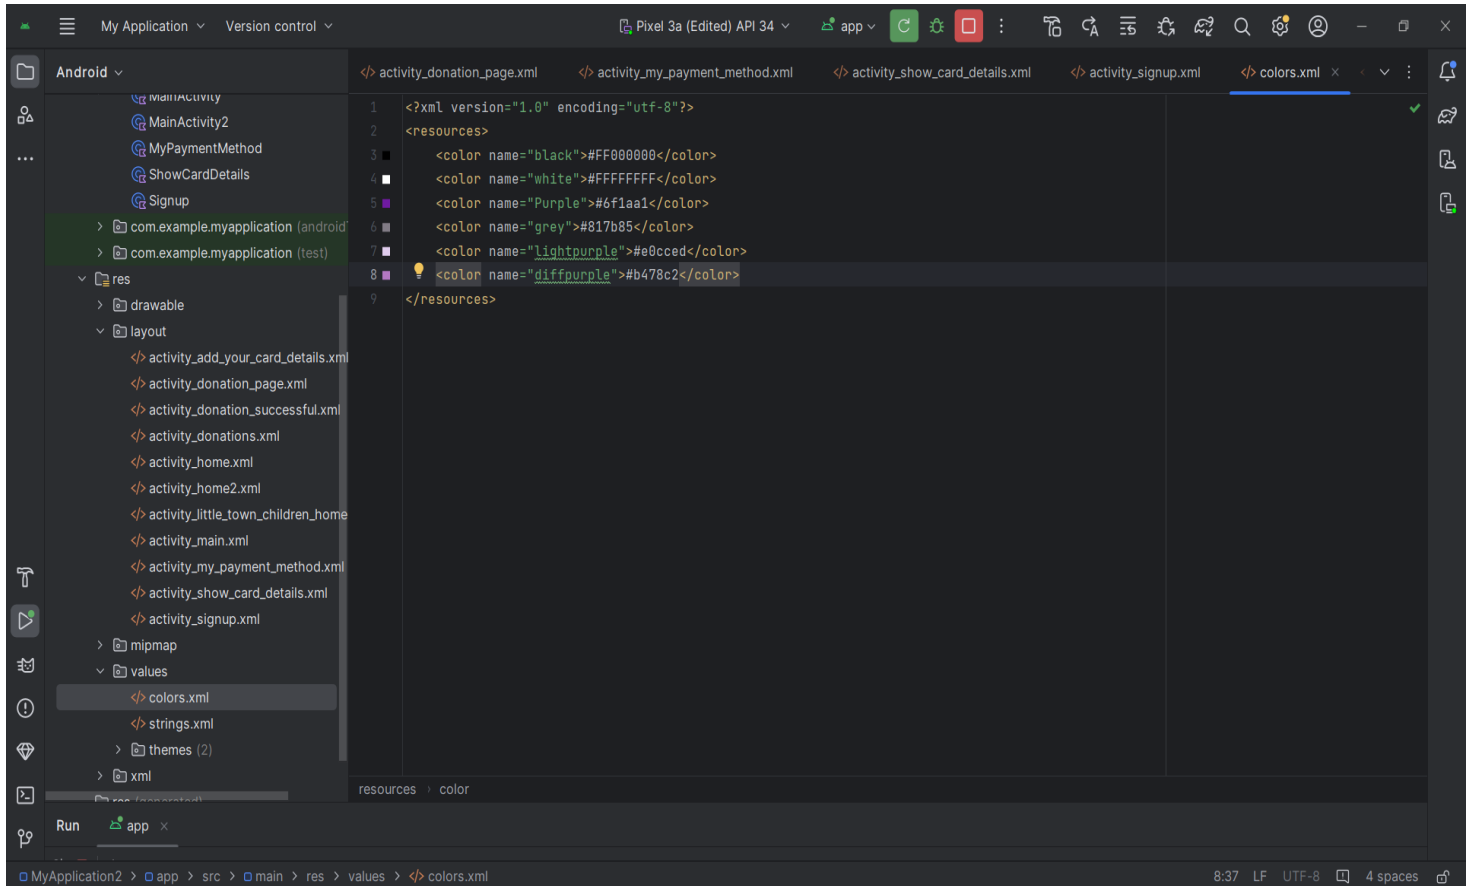 My Application Version control Pixel 3a (Edited) API 34 app
Android
activity_donation_page.xml activity_my_payment_method.xml activity_show_card_details.xml activity_signup.xml colors.xml
MainActivity
MainActivity2
MyPaymentMethod
ShowCardDetails
Signup
com.example.myapplication (android
com.example.myapplication (test)
res
drawable
layout
activity_add_your_card_details.xml
activity_donation_page.xml
activity_donation_successful.xml
activity_donations.xml
activity_home.xml
activity_home2.xml
activity_little_town_children_home
activity_main.xml
activity_my_payment_method.xml
activity_show_card_details.xml
activity_signup.xml
mipmap
values
colors.xml
strings.xml
themes (2)
xml
res (generated)
1 <?xml version="1.0" encoding="utf-8"?>
2 <resources>
3 <color name="black">#FF000000</color>
4 <color name="white">#FFFFFFFF</color>
5 <color name="Purple">#6f1aa1</color>
6 <color name="grey">#817b85</color>
7 <color name="lightpurple">#e0cced</color>
8 <color name="diffpurple">#b478c2</color>
9 </resources>
resources > color
Run app
MyApplication2 > app > src > main > res > values > colors.xml 8:37 LF UTF-8 4 spaces